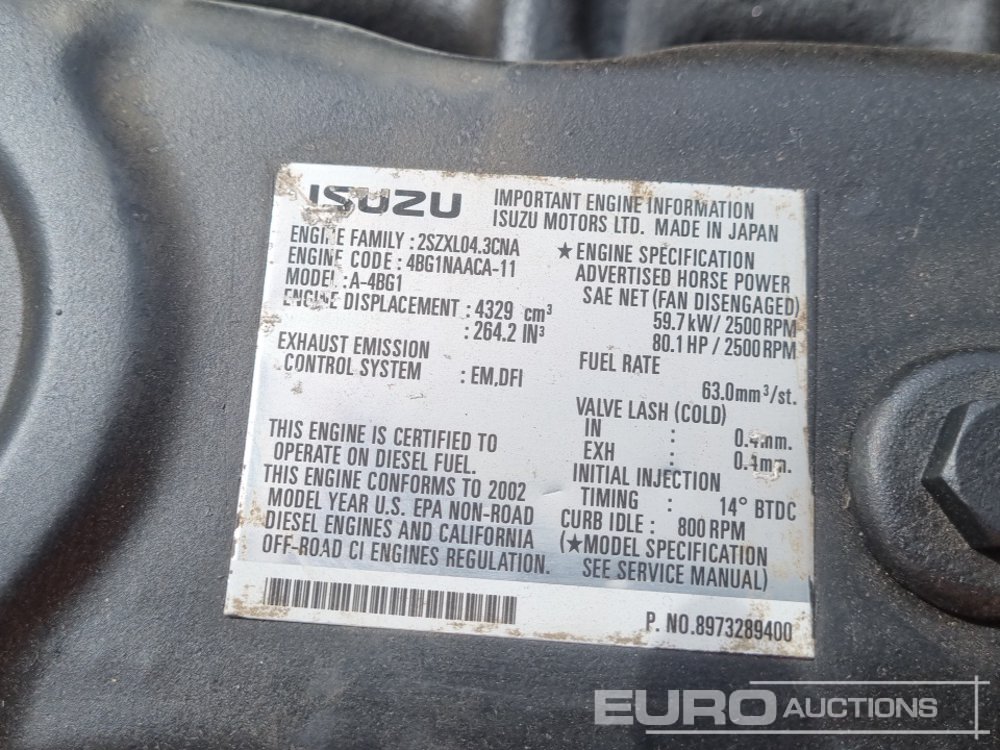 ISUZU
IMPORTANT ENGINE INFORMATION
ISUZU MOTORS LTD. MADE IN JAPAN
ENGINE FAMILY : 2SZXL04.3CNA
ENGINE CODE : 4BG1NAACA-11
MODEL : A-4BG1
ENGINE DISPLACEMENT : 4329 cm³
: 264.2 IN³
EXHAUST EMISSION
CONTROL SYSTEM : EM,DFI
THIS ENGINE IS CERTIFIED TO
OPERATE ON DIESEL FUEL.
THIS ENGINE CONFORMS TO 2002
MODEL YEAR U.S. EPA NON-ROAD
DIESEL ENGINES AND CALIFORNIA
OFF-ROAD CI ENGINES REGULATION.
★ ENGINE SPECIFICATION
ADVERTISED HORSE POWER
SAE NET (FAN DISENGAGED)
59.7 kW / 2500 RPM
80.1 HP / 2500 RPM
FUEL RATE
63.0mm³/st.
VALVE LASH (COLD)
IN : 0.4mm.
EXH : 0.4mm.
INITIAL INJECTION
TIMING : 14° BTDC
CURB IDLE : 800 RPM
(★MODEL SPECIFICATION
SEE SERVICE MANUAL)
P. NO.8973289400
EURO AUCTIONS